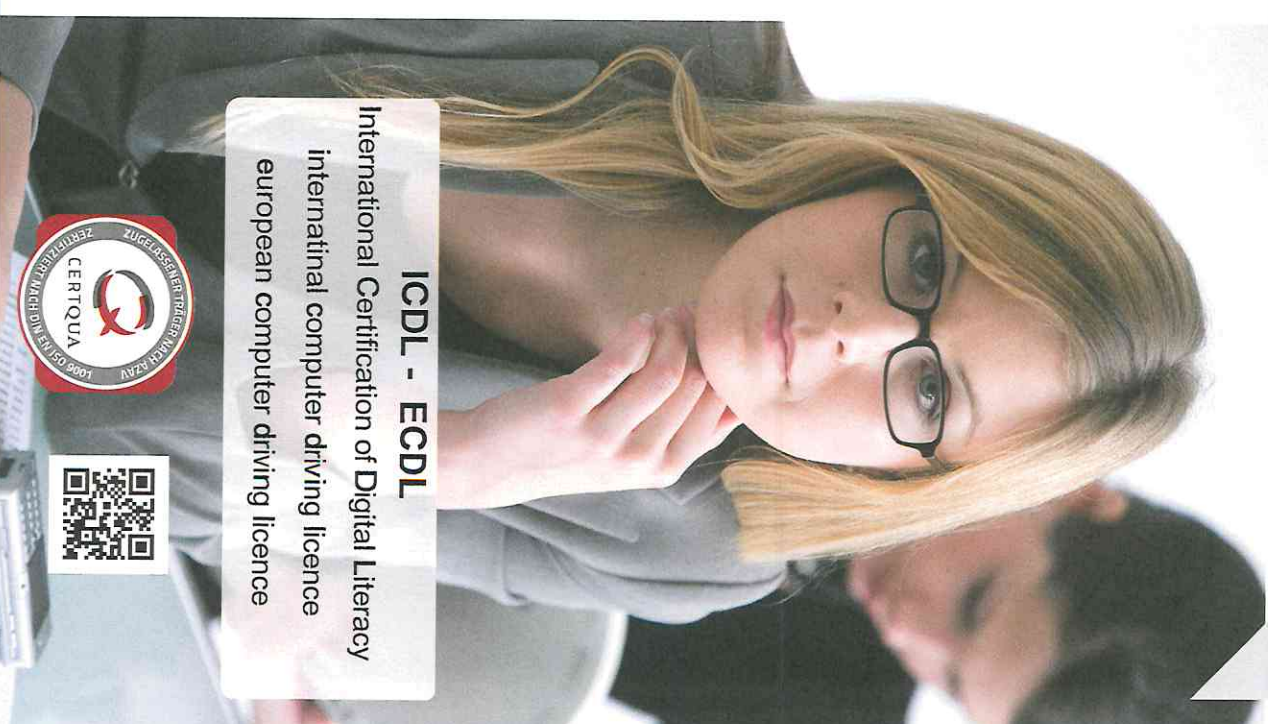 ICDL - ECDL
International Certification of Digital Literacy
internatinal computer driving licence
european computer driving licence
ZUGELASSENER TRÄGER NACH AZAV
CERTQUA
ZERTIFIZIERT NACH DIN EN ISO 9001